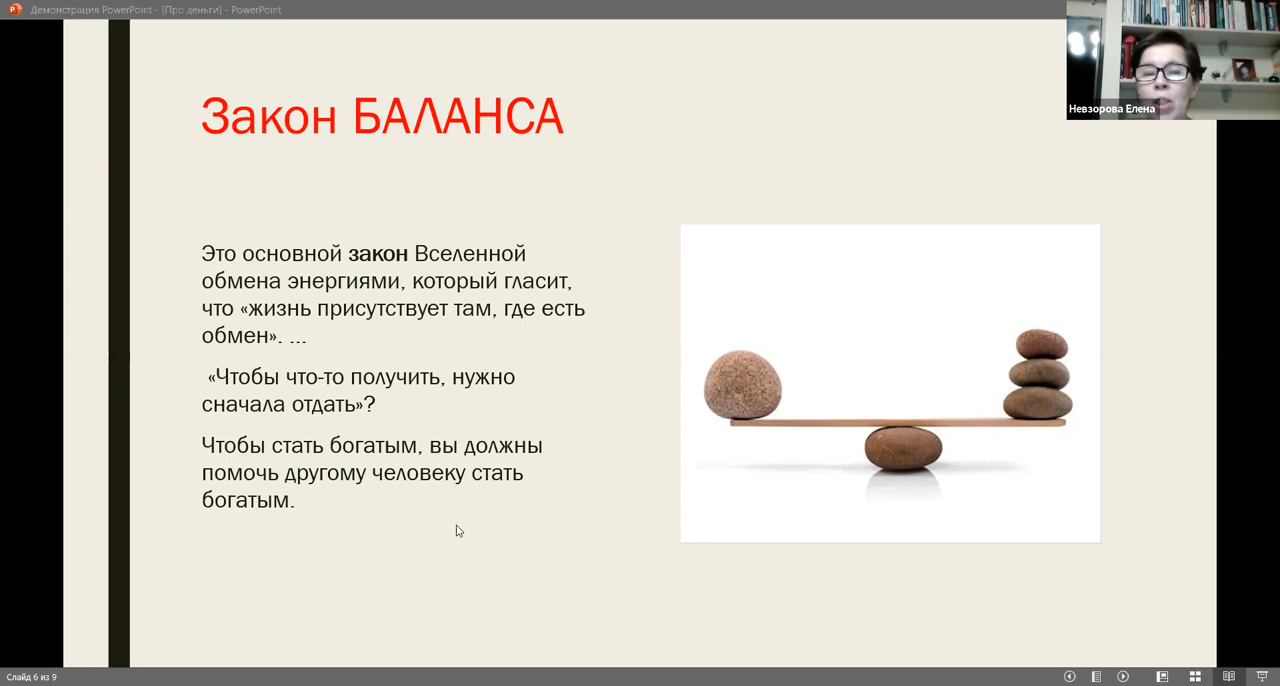 Демонстрация PowerPoint - [Про деньги] - PowerPoint
Невзорова Елена
Закон БАЛАНСА
Это основной закон Вселенной
обмена энергиями, который гласит,
что «жизнь присутствует там, где есть
обмен». ...
«Чтобы что-то получить, нужно
сначала отдать»?
Чтобы стать богатым, вы должны
помочь другому человеку стать
богатым.
Слайд 6 из 9